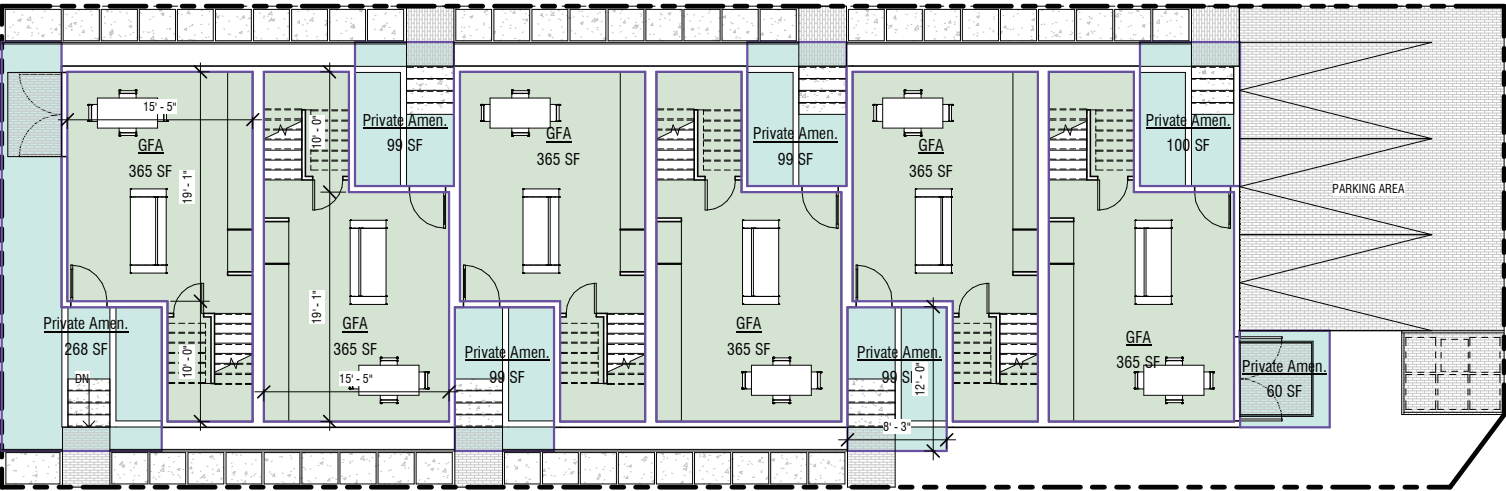 15' - 5"
GFA
365 SF
19' - 1"
10' - 0"
Private Amen.
268 SF
DN
10' - 0"
Private Amen.
99 SF
19' - 1"
GFA
365 SF
15' - 5"
GFA
365 SF
Private Amen.
99 SF
Private Amen.
99 SF
GFA
365 SF
GFA
365 SF
Private Amen.
99 SF
12' - 0"
8' - 3"
Private Amen.
100 SF
GFA
365 SF
PARKING AREA
Private Amen.
60 SF